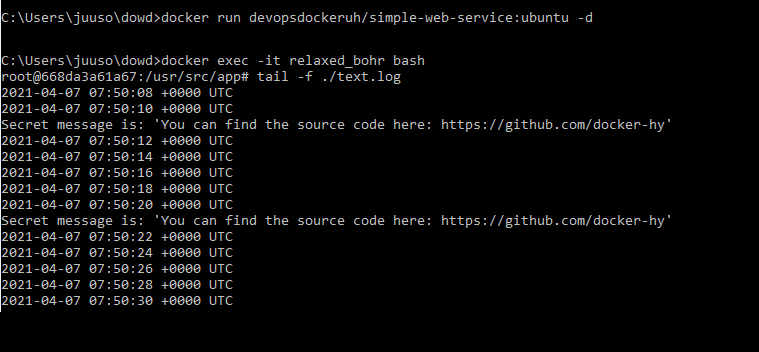 C:\Users\juuso\dowd>docker run devopsdockeruh/simple-web-service:ubuntu -d
C:\Users\juuso\dowd>docker exec -it relaxed_bohr bash
root@668da3a61a67:/usr/src/app# tail -f ./text.log
2021-04-07 07:50:08 +0000 UTC
2021-04-07 07:50:10 +0000 UTC
Secret message is: 'You can find the source code here: https://github.com/docker-hy'
2021-04-07 07:50:12 +0000 UTC
2021-04-07 07:50:14 +0000 UTC
2021-04-07 07:50:16 +0000 UTC
2021-04-07 07:50:18 +0000 UTC
2021-04-07 07:50:20 +0000 UTC
Secret message is: 'You can find the source code here: https://github.com/docker-hy'
2021-04-07 07:50:22 +0000 UTC
2021-04-07 07:50:24 +0000 UTC
2021-04-07 07:50:26 +0000 UTC
2021-04-07 07:50:28 +0000 UTC
2021-04-07 07:50:30 +0000 UTC